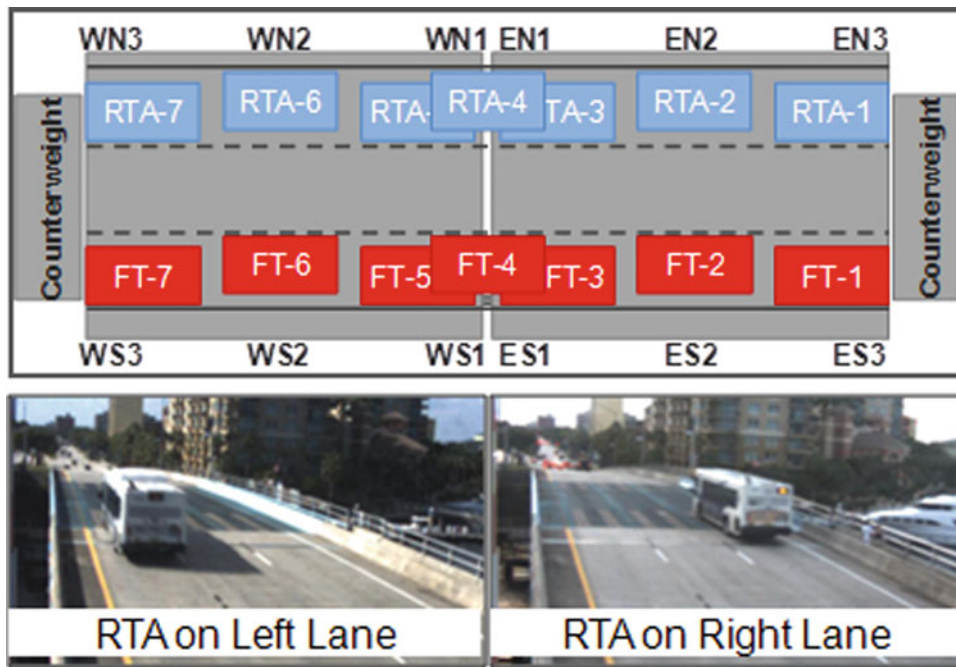 WN3 WN2 WN1 EN1 EN2 EN3
RTA-7 RTA-6 RTA- RTA-4 TA-3 RTA-2 RTA-1
Counterweight
Counterweight
FT-7 FT-6 FT-5 FT-4 FT-3 FT-2 FT-1
WS3 WS2 WS1 ES1 ES2 ES3
RTA on Left Lane
RTA on Right Lane